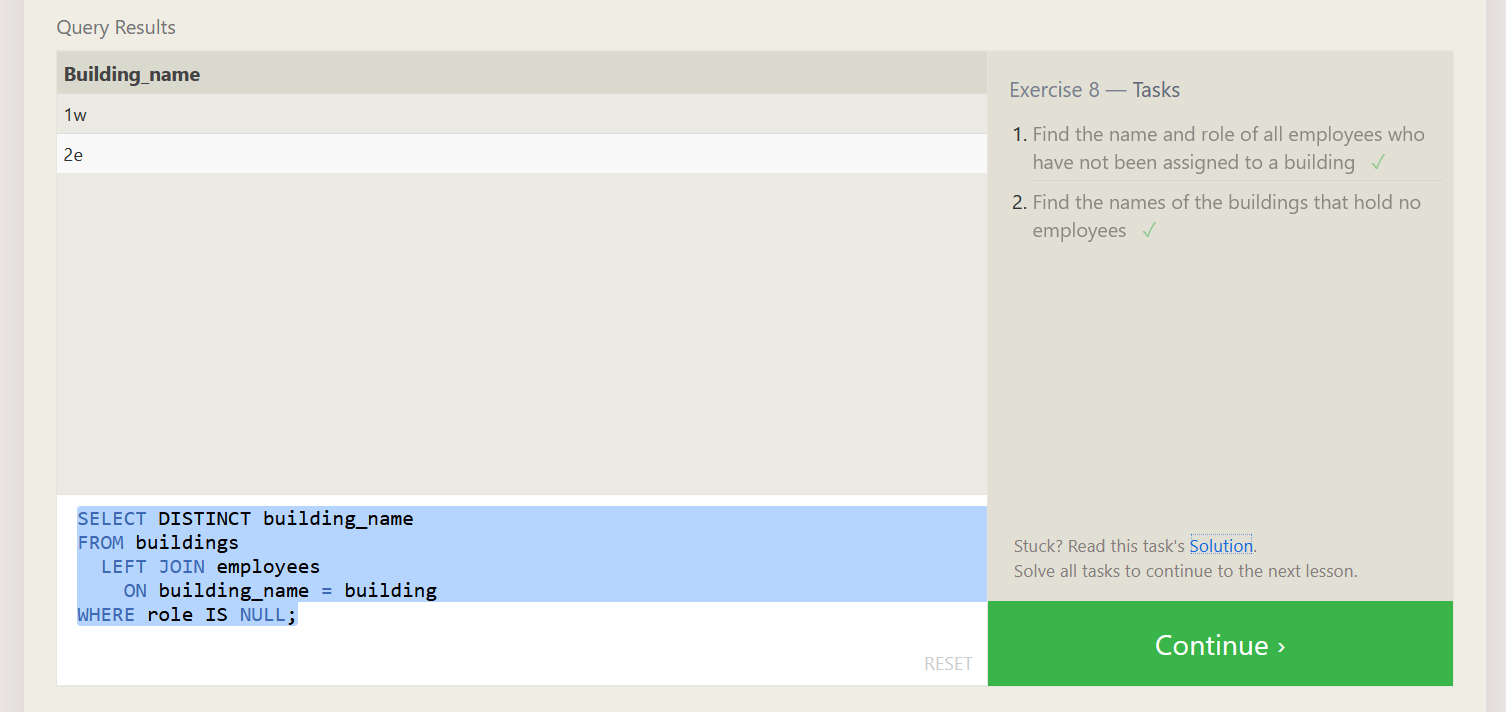 Query Results
Building_name
1w
2e
SELECT DISTINCT building_name
FROM buildings
  LEFT JOIN employees
    ON building_name = building
WHERE role IS NULL;
RESET
Exercise 8 — Tasks
1. Find the name and role of all employees who
have not been assigned to a building ✓
2. Find the names of the buildings that hold no
employees ✓
Stuck? Read this task's Solution.
Solve all tasks to continue to the next lesson.
Continue ›